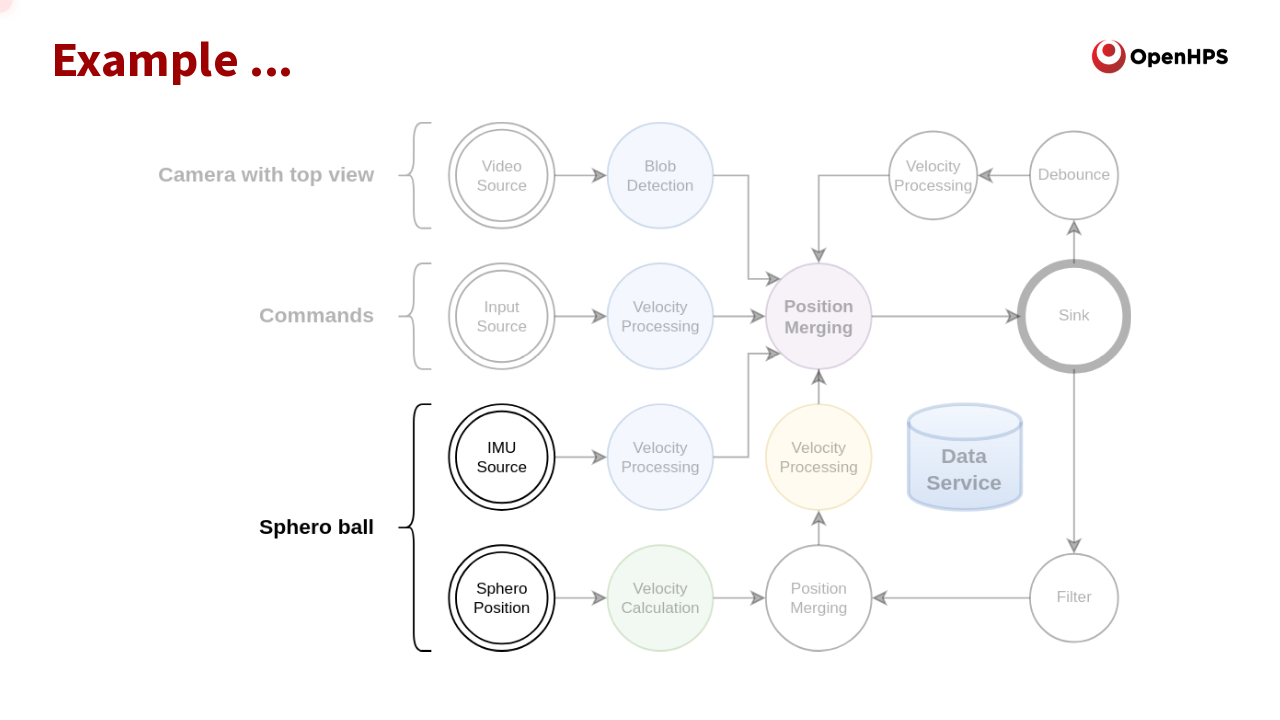 Example ...
OpenHPS
Camera with top view
Video
Source
Blob
Detection
Velocity
Processing
Debounce
Commands
Input
Source
Velocity
Processing
Position
Merging
Sink
Sphero ball
IMU
Source
Velocity
Processing
Velocity
Processing
Data
Service
Sphero
Position
Velocity
Calculation
Position
Merging
Filter